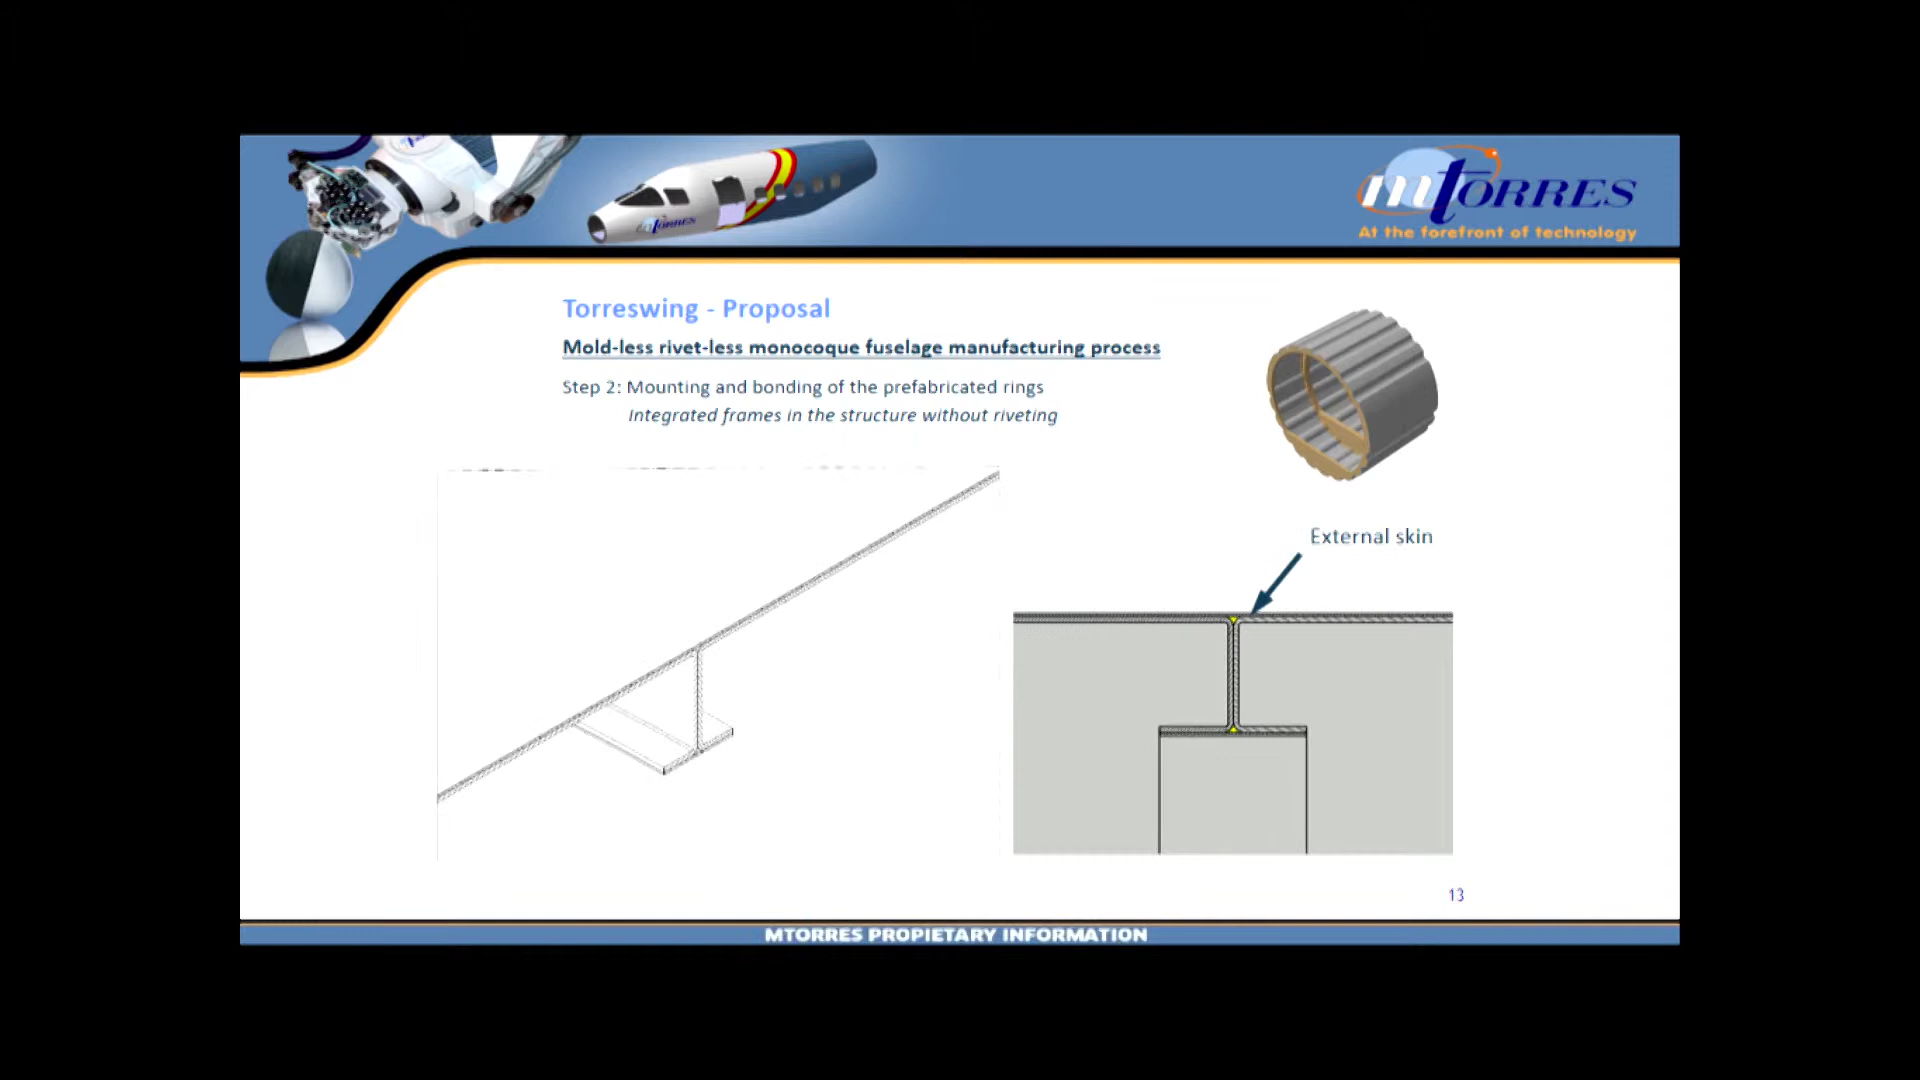 mTORRES
At the forefront of technology
mTORRES
Torreswing - Proposal
Mold-less rivet-less monocoque fuselage manufacturing process
Step 2: Mounting and bonding of the prefabricated rings
Integrated frames in the structure without riveting
External skin
13
MTORRES PROPIETARY INFORMATION